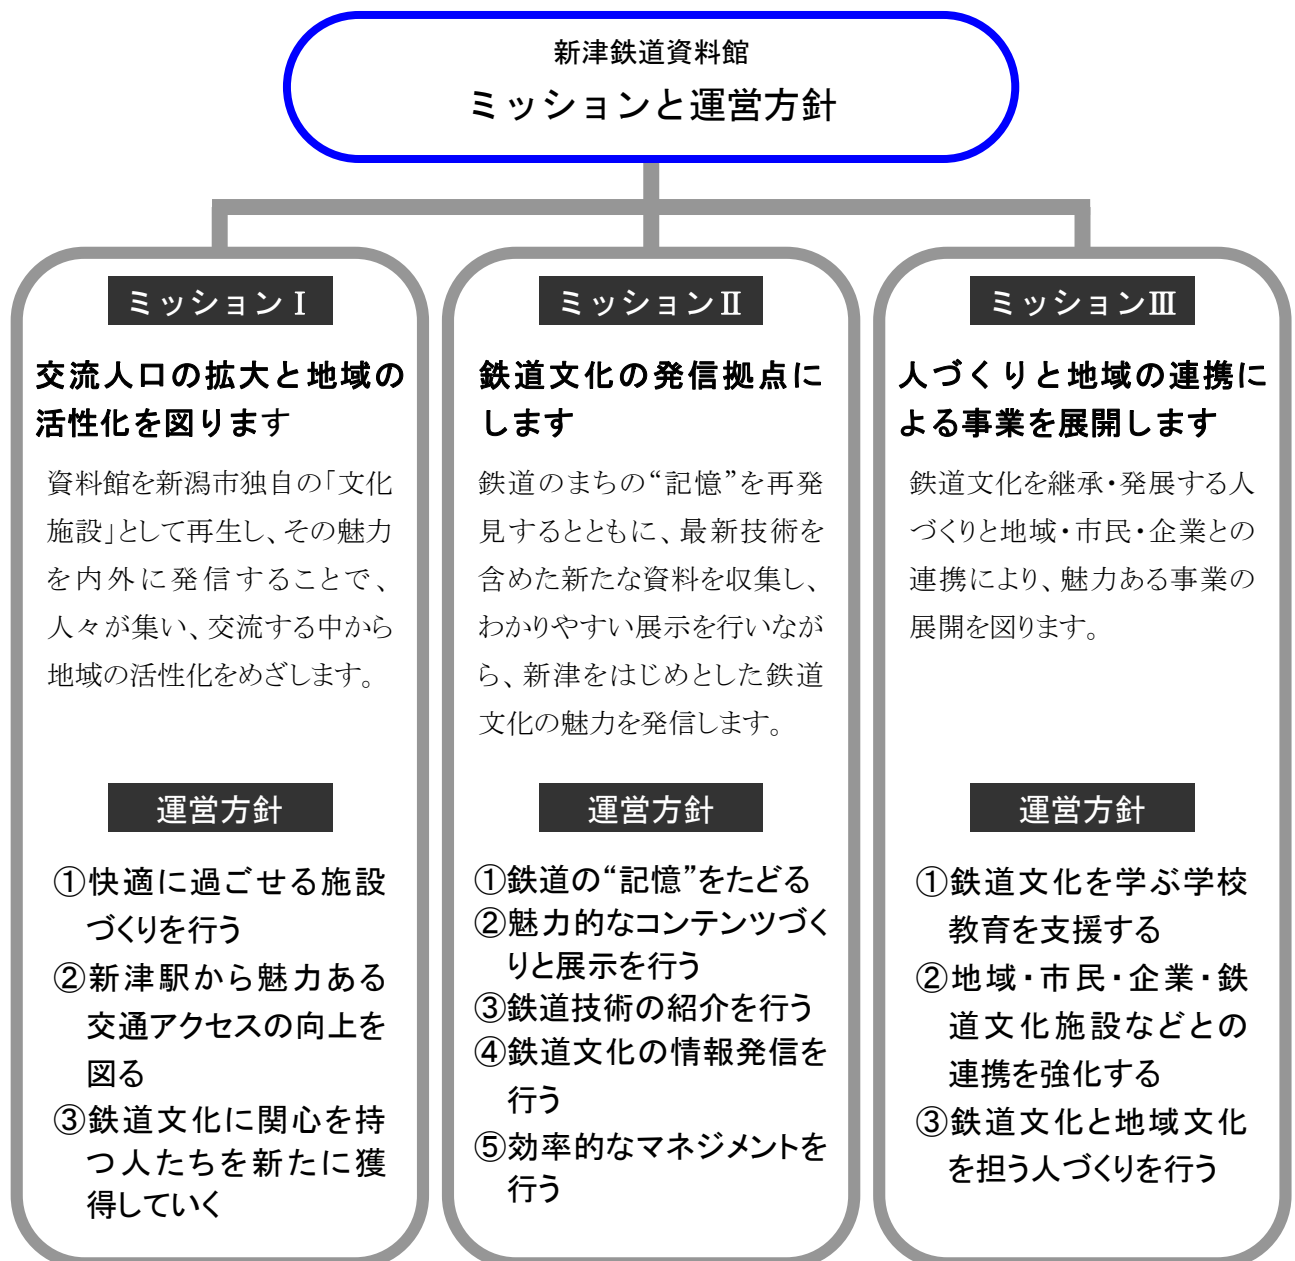 新津鉄道資料館
ミッションと運営方針
ミッションⅠ
交流人口の拡大と地域の
活性化を図ります
資料館を新潟市独自の「文化
施設」として再生し、その魅力
を内外に発信することで、
人々が集い、交流する中から
地域の活性化をめざします。
運営方針
①快適に過ごせる施設
づくりを行う
②新津駅から魅力ある
交通アクセスの向上を
図る
③鉄道文化に関心を持
つ人たちを新たに獲
得していく
ミッションⅡ
鉄道文化の発信拠点に
します
鉄道のまちの“記憶”を再発
見するとともに、最新技術を
含めた新たな資料を収集し、
わかりやすい展示を行いなが
ら、新津をはじめとした鉄道
文化の魅力を発信します。
運営方針
①鉄道の“記憶”をたどる
②魅力的なコンテンツづく
りと展示を行う
③鉄道技術の紹介を行う
④鉄道文化の情報発信を
行う
⑤効率的なマネジメントを
行う
ミッションⅢ
人づくりと地域の連携に
よる事業を展開します
鉄道文化を継承・発展する人
づくりと地域・市民・企業との
連携により、魅力ある事業の
展開を図ります。
運営方針
①鉄道文化を学ぶ学校
教育を支援する
②地域・市民・企業・鉄
道文化施設などとの
連携を強化する
③鉄道文化と地域文化
を担う人づくりを行う